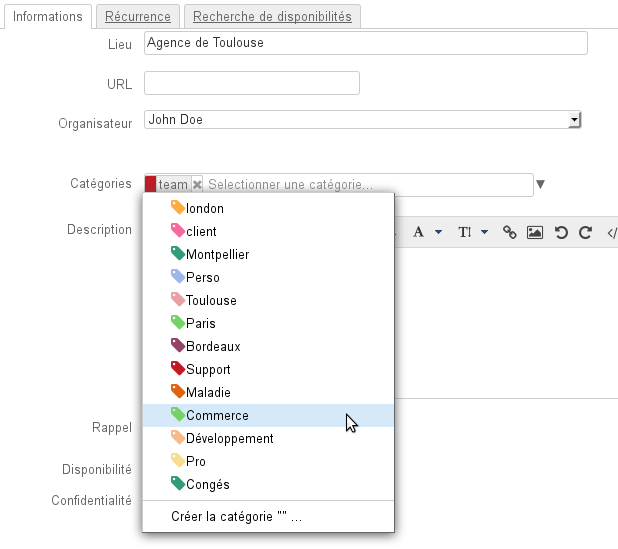 Informations
Récurrence
Recherche de disponibilités
Lieu
Agence de Toulouse
URL
Organisateur
John Doe
Catégories
team
Selectionner une catégorie...
Description
A
T
london
client
Montpellier
Perso
Toulouse
Paris
Bordeaux
Support
Maladie
Commerce
Développement
Pro
Congés
Créer la catégorie "" ...
Rappel
Disponibilité
Confidentialité